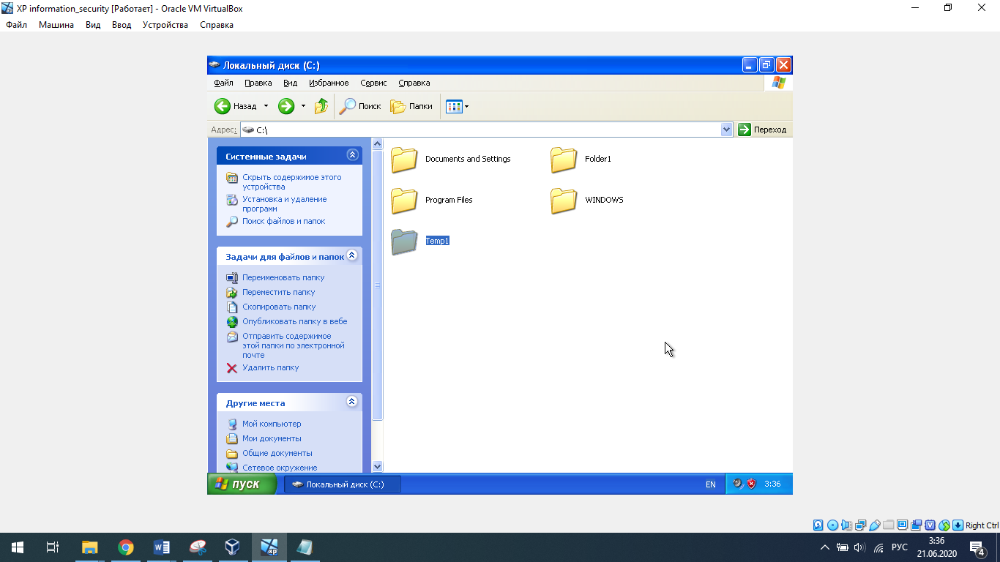 XP information_security [Работает] - Oracle VM VirtualBox
Файл Машина Вид Ввод Устройства Справка
Локальный диск (C:)
Файл Правка Вид Избранное Сервис Справка
Назад Поиск Папки
Адрес: C:\ Переход
Системные задачи
Скрыть содержимое этого
устройства
Установка и удаление
программ
Поиск файлов и папок
Задачи для файлов и папок
Переименовать папку
Переместить папку
Скопировать папку
Опубликовать папку в вебе
Отправить содержимое
этой папки по электронной
почте
Удалить папку
Другие места
Мой компьютер
Мои документы
Общие документы
Сетевое окружение
Documents and Settings Folder1
Program Files WINDOWS
Temp1
пуск Локальный диск (C:) EN 3:36
Right Ctrl
W XP РУС 3:36
21.06.2020 4